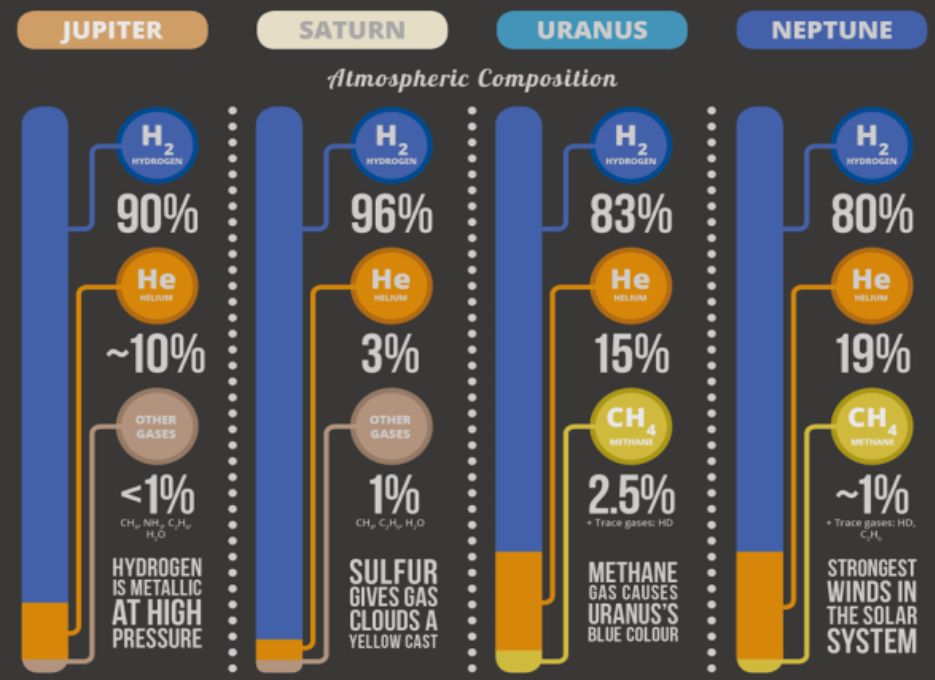 JUPITER
SATURN
URANUS
NEPTUNE
Atmospheric Composition
H₂
HYDROGEN
90%
He
HELIUM
~10%
OTHER
GASES
<1%
CH₄, NH₃, C₂H₆,
H₂O
HYDROGEN
IS METALLIC
AT HIGH
PRESSURE
H₂
HYDROGEN
96%
He
HELIUM
3%
OTHER
GASES
1%
CH₄, C₂H₆, H₂O
SULFUR
GIVES GAS
CLOUDS A
YELLOW CAST
H₂
HYDROGEN
83%
He
HELIUM
15%
CH₄
METHANE
2.5%
+ Trace gases: HD
METHANE
GAS CAUSES
URANUS'S
BLUE COLOUR
H₂
HYDROGEN
80%
He
HELIUM
19%
CH₄
METHANE
~1%
+ Trace gases: HD,
C₂H₆
STRONGEST
WINDS IN
THE SOLAR
SYSTEM